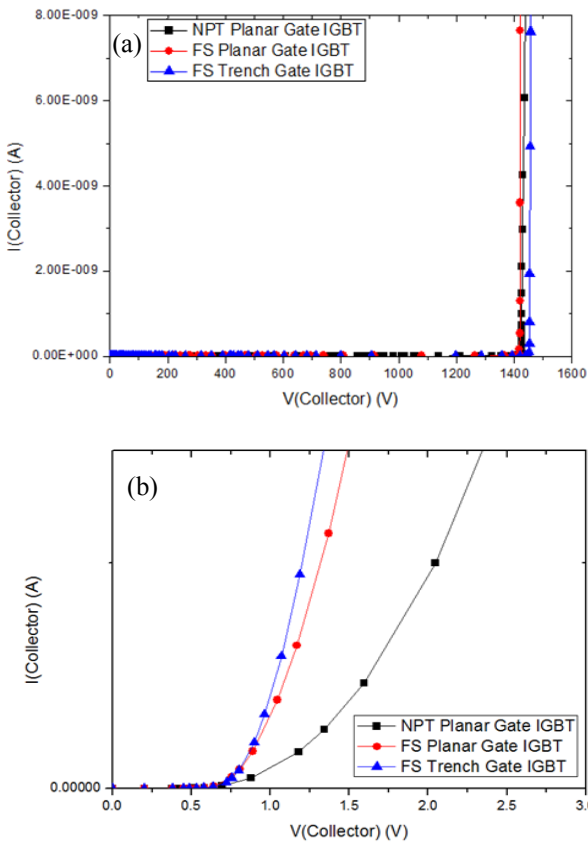 (a)
NPT Planar Gate IGBT
FS Planar Gate IGBT
FS Trench Gate IGBT
8.00E-009
6.00E-009
4.00E-009
2.00E-009
0.00E+000
I(Collector) (A)
0 200 400 600 800 1000 1200 1400 1600
V(Collector) (V)
(b)
I(Collector) (A)
NPT Planar Gate IGBT
FS Planar Gate IGBT
FS Trench Gate IGBT
0.00000
0.0 0.5 1.0 1.5 2.0 2.5 3.0
V(Collector) (V)